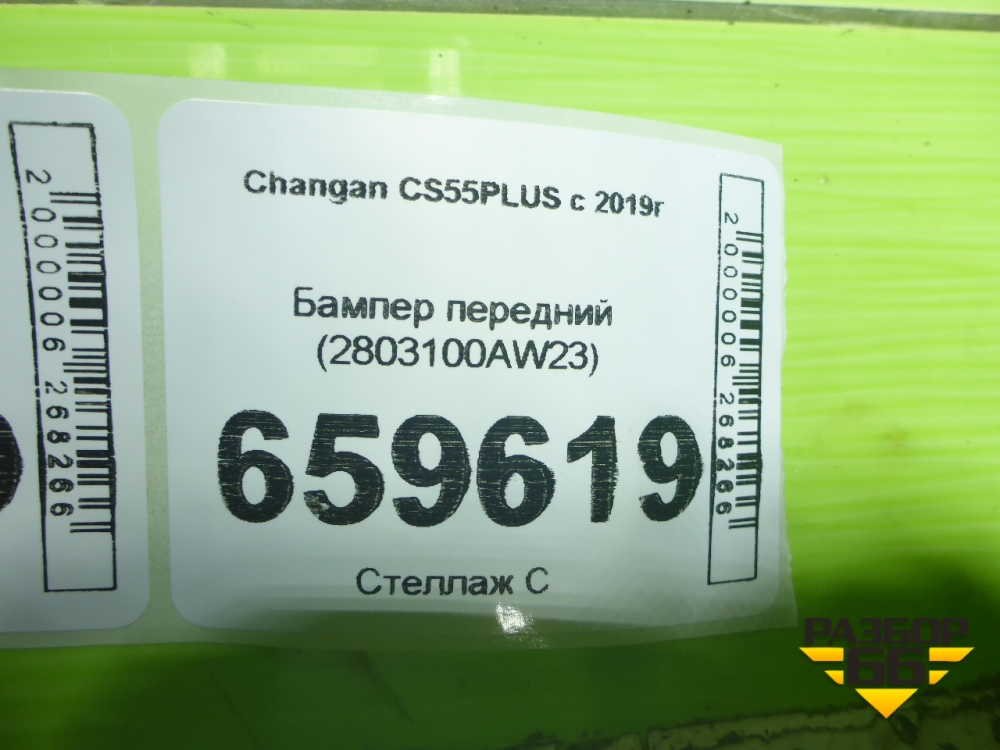 Changan CS55PLUS с 2019г
Бампер передний
(2803100AW23)
659619
Стеллаж С
2000006268266
2000006268266
РАЗБОР
66